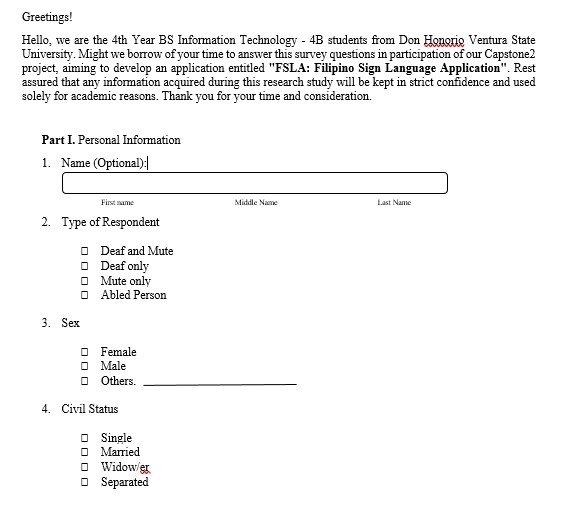 Greetings!
Hello, we are the 4th Year BS Information Technology - 4B students from Don Honorio Ventura State
University. Might we borrow of your time to answer this survey questions in participation of our Capstone2
project, aiming to develop an application entitled "FSLA: Filipino Sign Language Application". Rest
assured that any information acquired during this research study will be kept in strict confidence and used
solely for academic reasons. Thank you for your time and consideration.
Part I. Personal Information
1. Name (Optional):
First name Middle Name Last Name
2. Type of Respondent
Deaf and Mute
Deaf only
Mute only
Abled Person
3. Sex
Female
Male
Others.
4. Civil Status
Single
Married
Widow/er
Separated